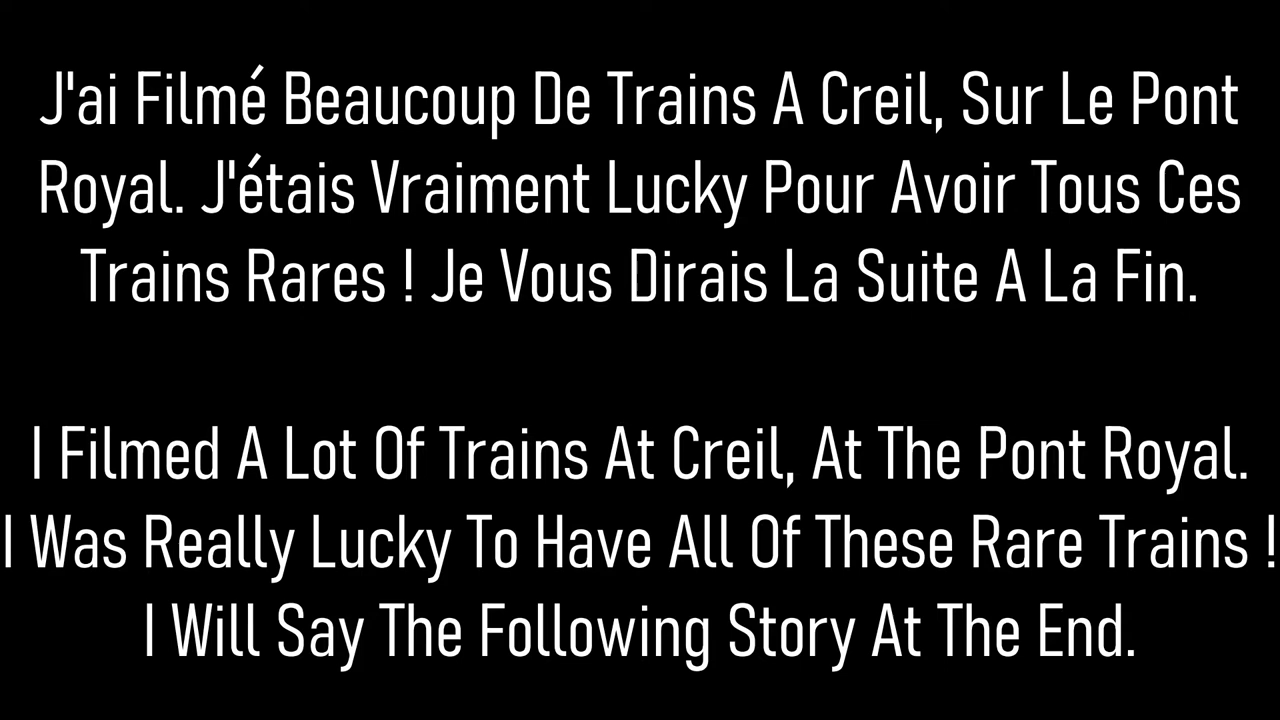 J'ai Filmé Beaucoup De Trains A Creil, Sur Le Pont
Royal. J'étais Vraiment Lucky Pour Avoir Tous Ces
Trains Rares ! Je Vous Dirais La Suite A La Fin.
I Filmed A Lot Of Trains At Creil, At The Pont Royal.
I Was Really Lucky To Have All Of These Rare Trains !
I Will Say The Following Story At The End.